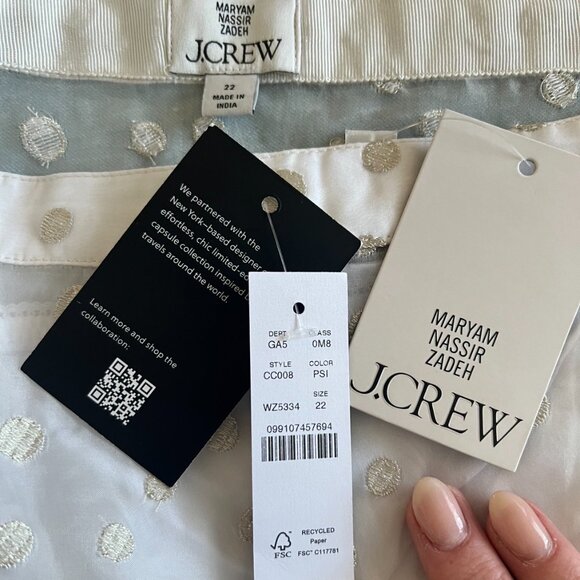 MARYAM
NASSIR
ZADEH
J.CREW
22
MADE IN
INDIA
We partnered with the
New York–based designer
effortless, chic limited-ed
capsule collection inspired
travels around the world.
Learn more and shop the
collaboration:
DEPT CLASS
GA5 0M8
STYLE COLOR
CC008 PSI
SIZE
WZ5334 22
099107457694
FSC
RECYCLED
Paper
FSC® C117781
MARYAM
NASSIR
ZADEH
J.CREW